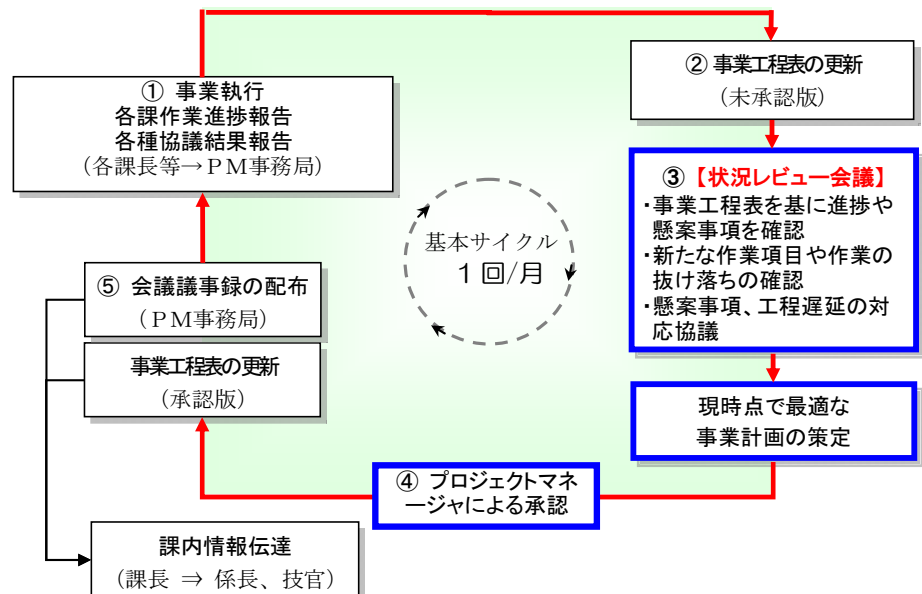 ① 事業執行
各課作業進捗報告
各種協議結果報告
(各課長等→PM事務局)
② 事業工程表の更新
(未承認版)
③ 【状況レビュー会議】
・事業工程表を基に進捗や
懸案事項を確認
・新たな作業項目や作業の
抜け落ちの確認
・懸案事項、工程遅延の対
応協議
基本サイクル
1回/月
⑤ 会議議事録の配布
(PM事務局)
事業工程表の更新
(承認版)
現時点で最適な
事業計画の策定
④ プロジェクトマネ
ージャによる承認
課内情報伝達
(課長 ⇒ 係長、技官)